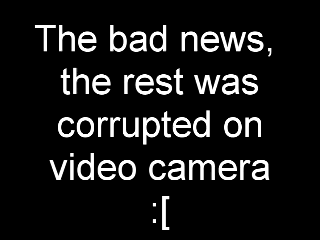 The bad news,
the rest was
corrupted on
video camera
:[